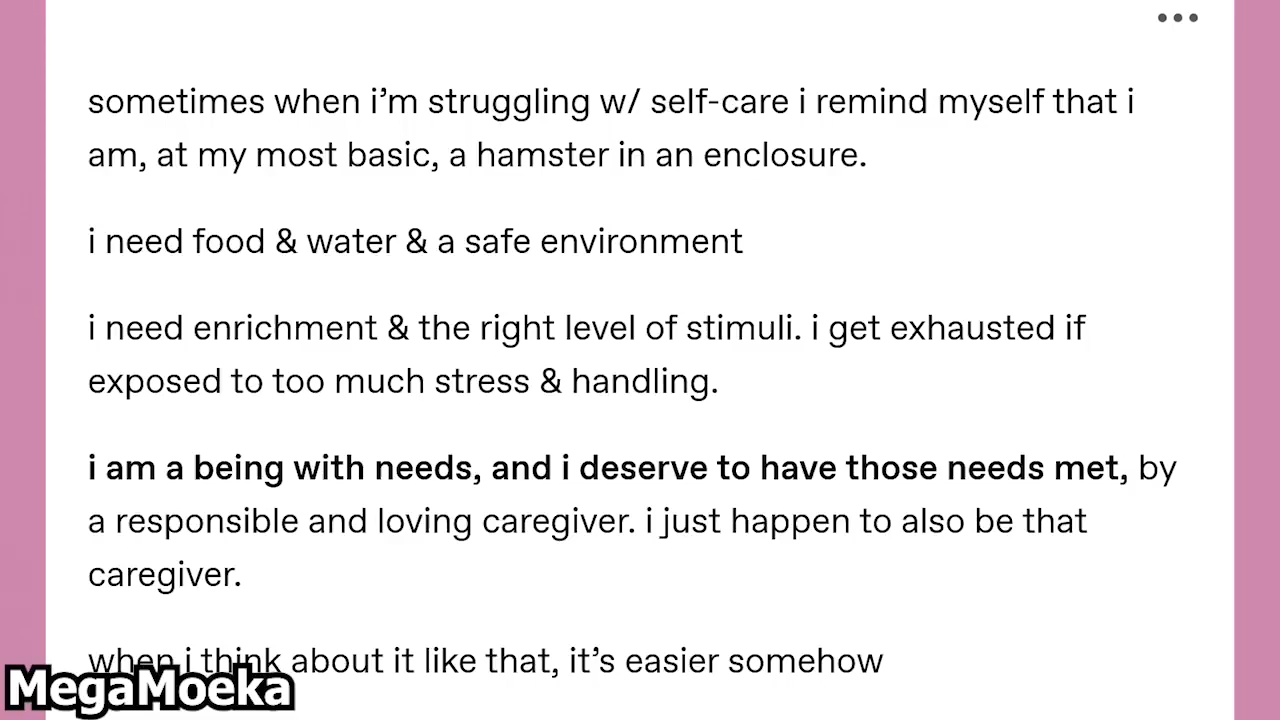 sometimes when i’m struggling w/ self-care i remind myself that i
am, at my most basic, a hamster in an enclosure.
i need food & water & a safe environment
i need enrichment & the right level of stimuli. i get exhausted if
exposed to too much stress & handling.
i am a being with needs, and i deserve to have those needs met, by
a responsible and loving caregiver. i just happen to also be that
caregiver.
when i think about it like that, it’s easier somehow
MegaMoeka